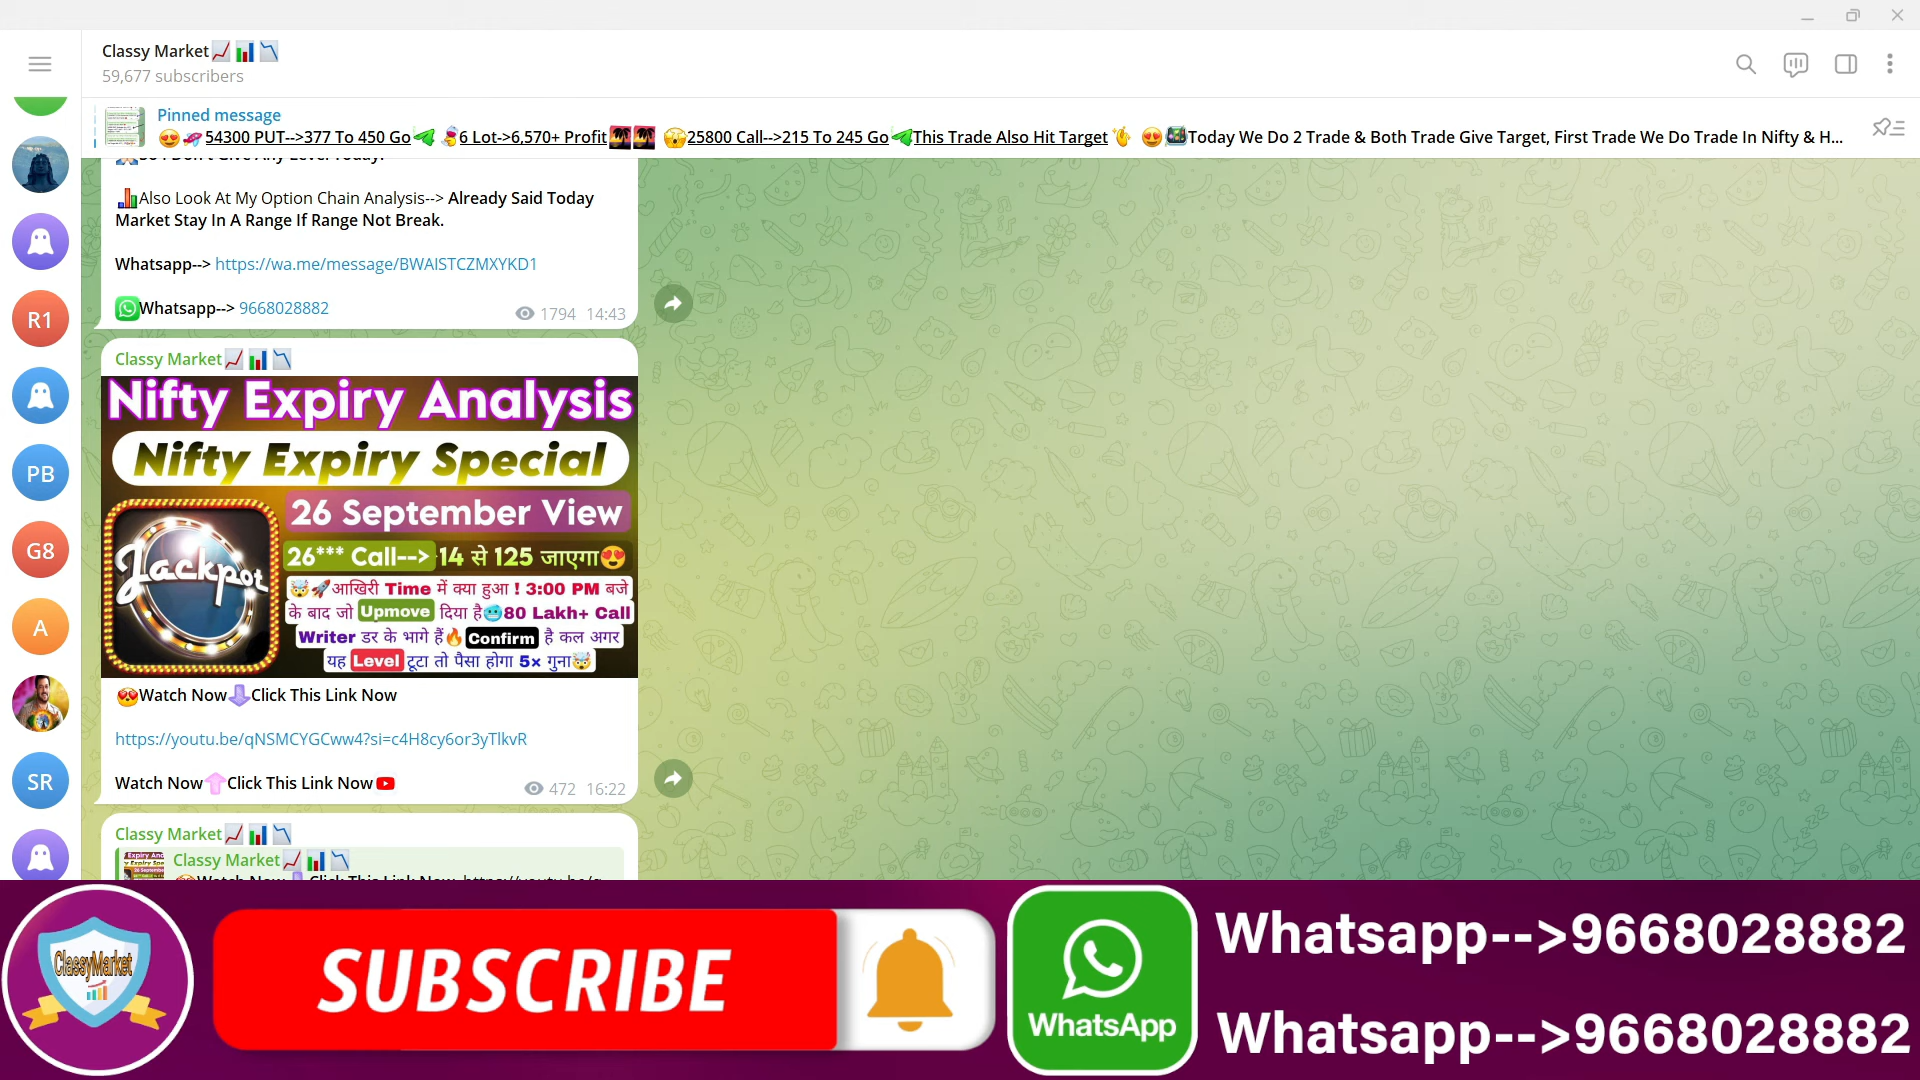 Classy Market📈📊📉
59,677 subscribers
Pinned message
😍🚀54300 PUT-->377 To 450 Go 6 Lot->6,570+ Profit 25800 Call-->215 To 245 Go This Trade Also Hit Target Today We Do 2 Trade & Both Trade Give Target, First Trade We Do Trade In Nifty & H...
So I Don't Give Any Level Today.
📊Also Look At My Option Chain Analysis--> Already Said Today
Market Stay In A Range If Range Not Break.
Whatsapp--> https://wa.me/message/BWAISTCZMXYKD1
Whatsapp--> 9668028882
1794 14:43
Classy Market📈📊📉
Nifty Expiry Analysis
Nifty Expiry Special
26 September View
Jackpot
26*** Call--> 14 से 125 जाएगा😍
🤯🚀आखिरी Time में क्या हुआ ! 3:00 PM बजे
के बाद जो Upmove दिया है🥶80 Lakh+ Call
Writer डर के भागे हैं🔥Confirm है कल अगर
यह Level टूटा तो पैसा होगा 5× गुना🤯
😍Watch Now Click This Link Now
https://youtu.be/qNSMCYGCww4?si=c4H8cy6or3yTlkvR
Watch Now Click This Link Now
472 16:22
Classy Market📈📊📉
Classy Market📈📊📉
R1
PB
G8
A
SR
ClassyMarket
SUBSCRIBE
WhatsApp
Whatsapp-->9668028882
Whatsapp-->9668028882